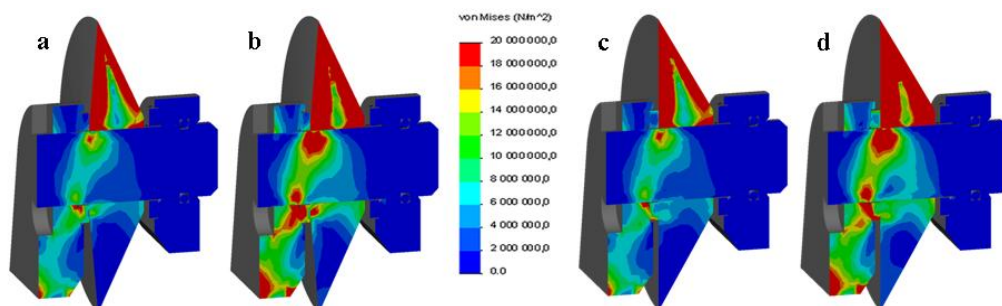 a
b
von Mises (N/m^2)
20 000 000,0
18 000 000,0
16 000 000,0
14 000 000,0
12 000 000,0
10 000 000,0
8 000 000,0
6 000 000,0
4 000 000,0
2 000 000,0
0.0
c
d